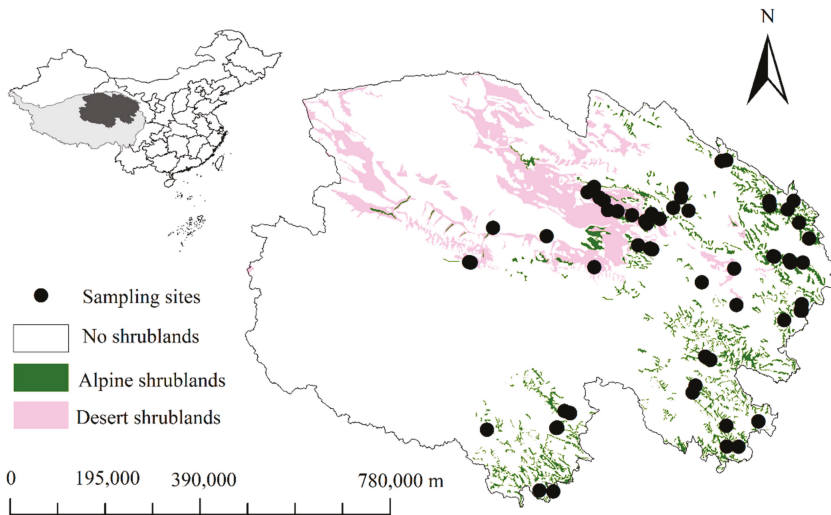 N
Sampling sites
No shrublands
Alpine shrublands
Desert shrublands
0 195,000 390,000 780,000 m